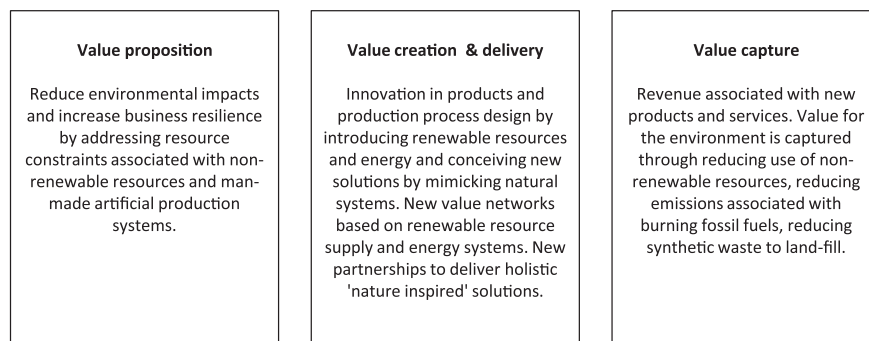 Value proposition
Reduce environmental impacts
and increase business resilience
by addressing resource
constraints associated with non-
renewable resources and man-
made artificial production
systems.
Value creation & delivery
Innovation in products and
production process design by
introducing renewable resources
and energy and conceiving new
solutions by mimicking natural
systems. New value networks
based on renewable resource
supply and energy systems. New
partnerships to deliver holistic
'nature inspired' solutions.
Value capture
Revenue associated with new
products and services. Value for
the environment is captured
through reducing use of non-
renewable resources, reducing
emissions associated with
burning fossil fuels, reducing
synthetic waste to land-fill.